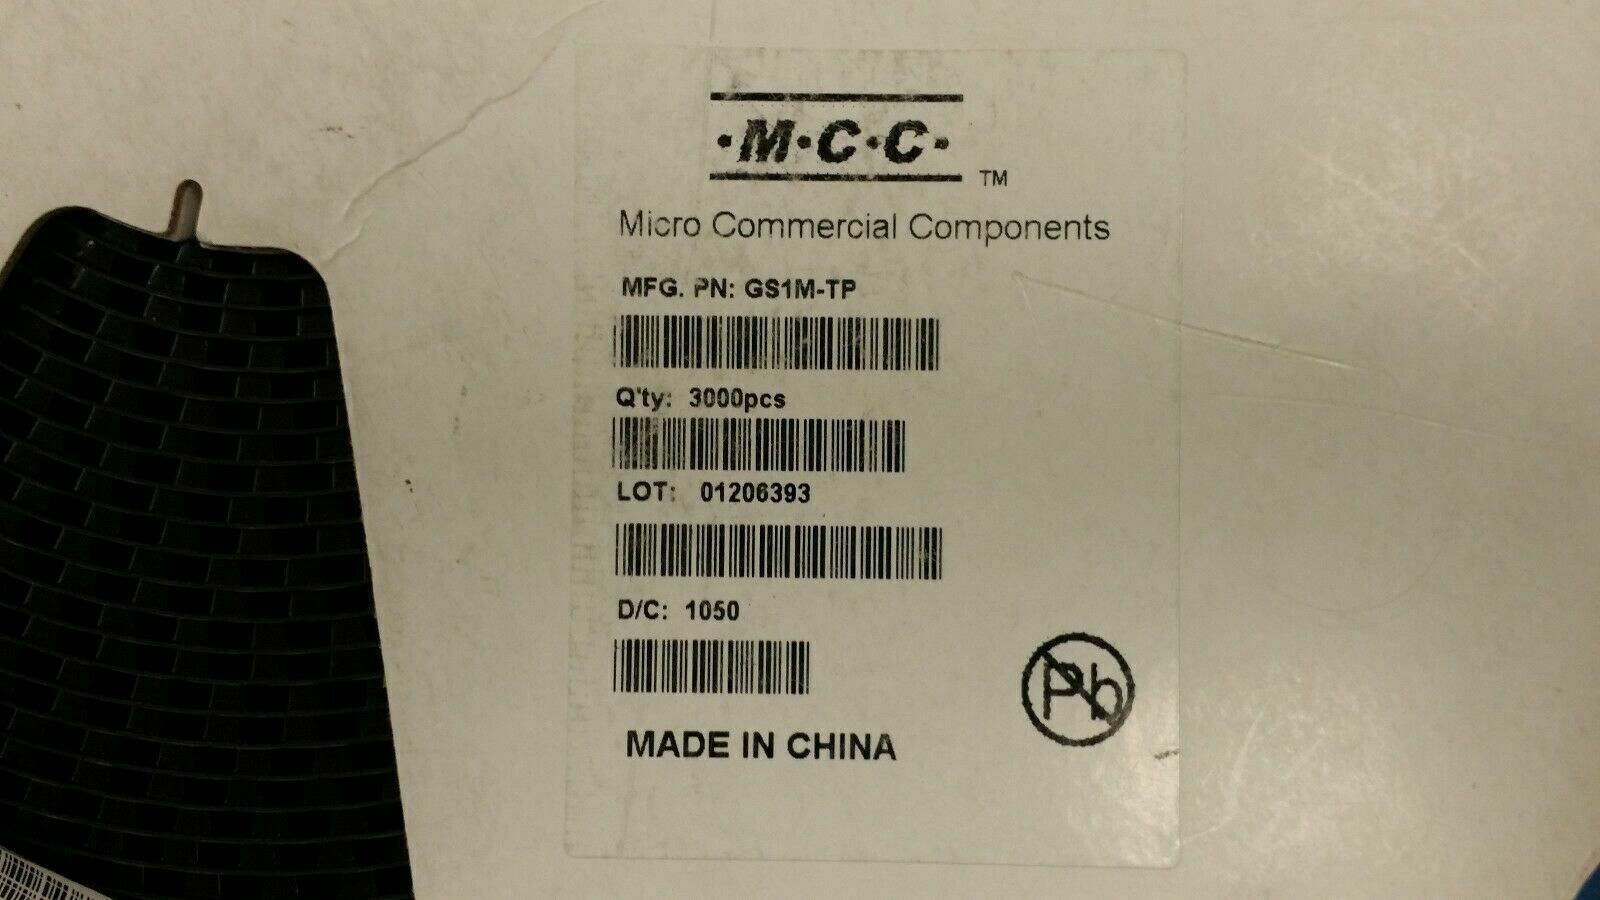 ·M·C·C·
TM
Micro Commercial Components
MFG. PN: GS1M-TP
Q'ty: 3000pcs
LOT: 01206393
D/C: 1050
Pb
MADE IN CHINA